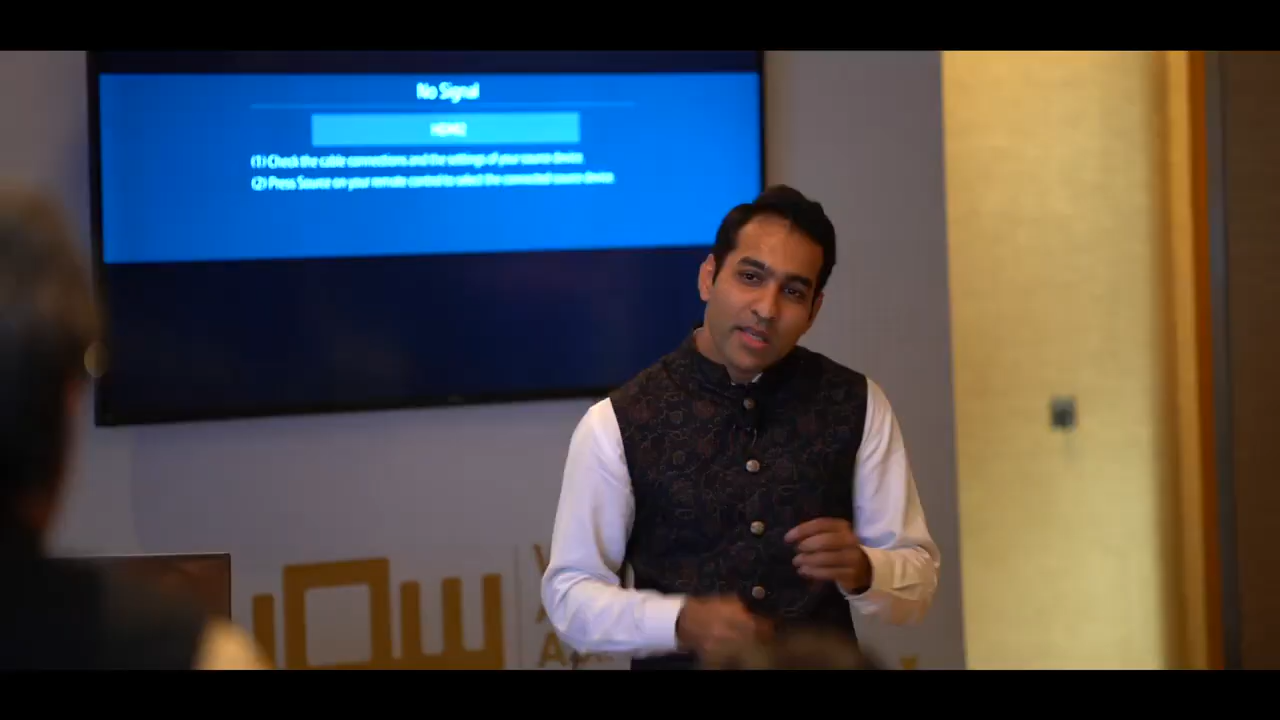 No Signal
HDMI2
(1) Check the cable connections and the settings of your source device.
(2) Press Source on your remote control to select the connected source device.